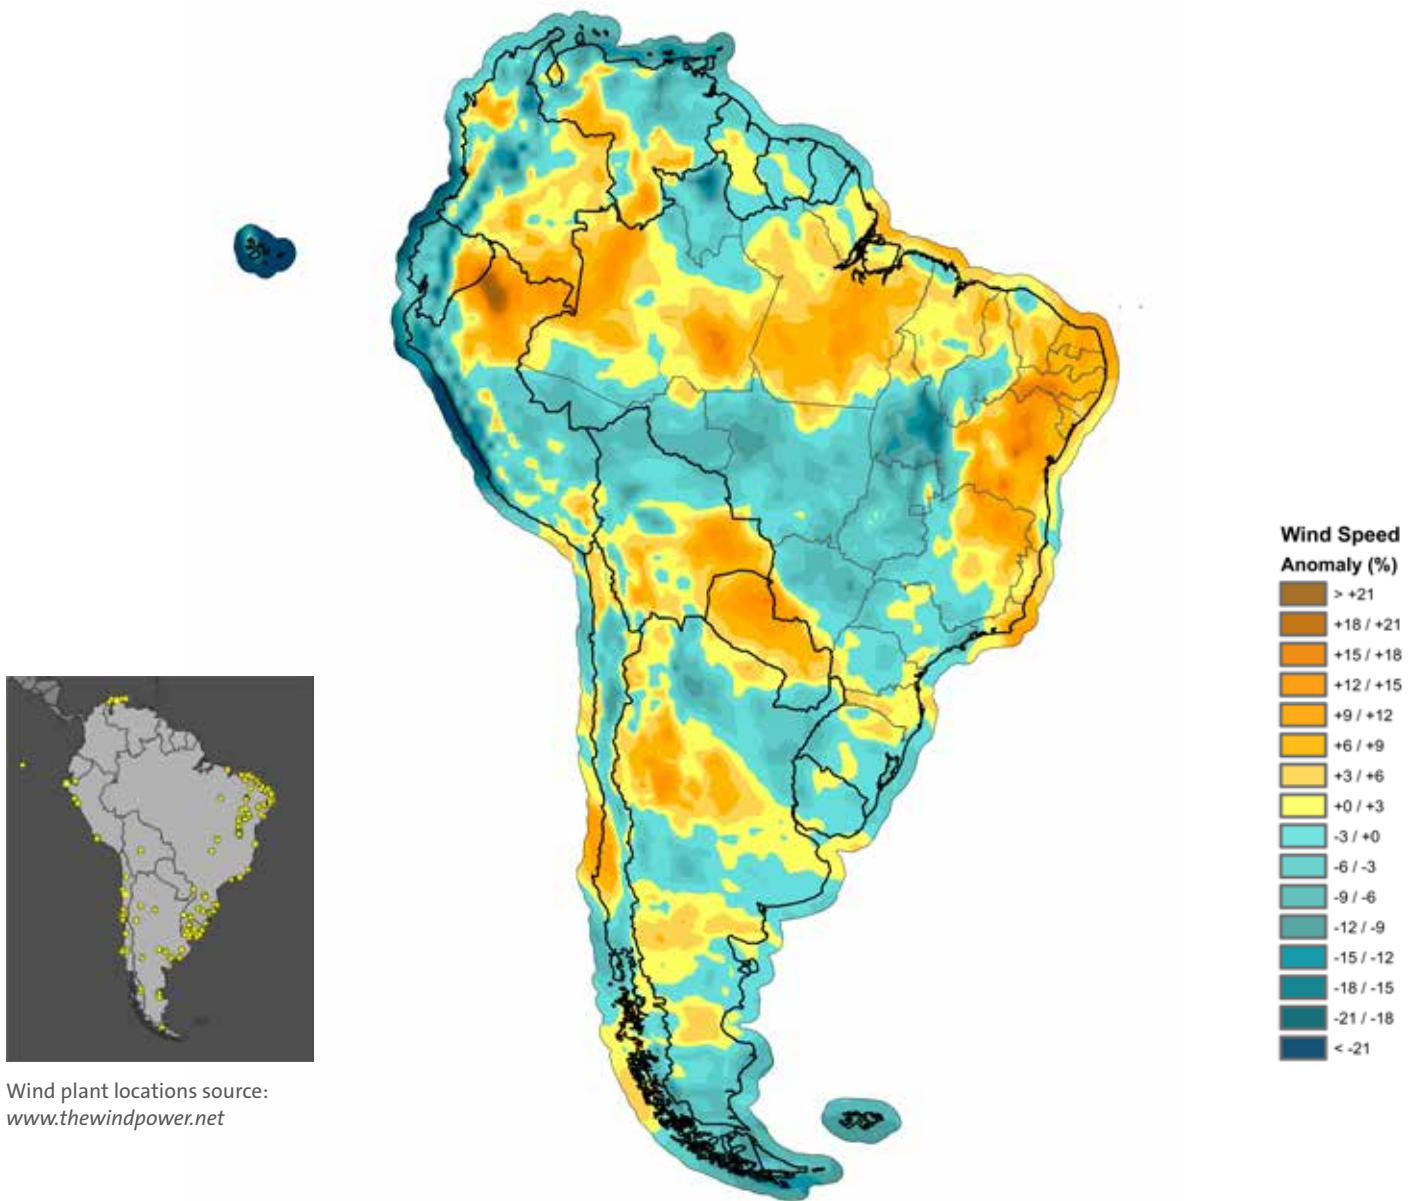 Wind Speed
Anomaly (%)
> +21
+18 / +21
+15 / +18
+12 / +15
+9 / +12
+6 / +9
+3 / +6
+0 / +3
-3 / +0
-6 / -3
-9 / -6
-12 / -9
-15 / -12
-18 / -15
-21 / -18
< -21
Wind plant locations source:
www.thewindpower.net